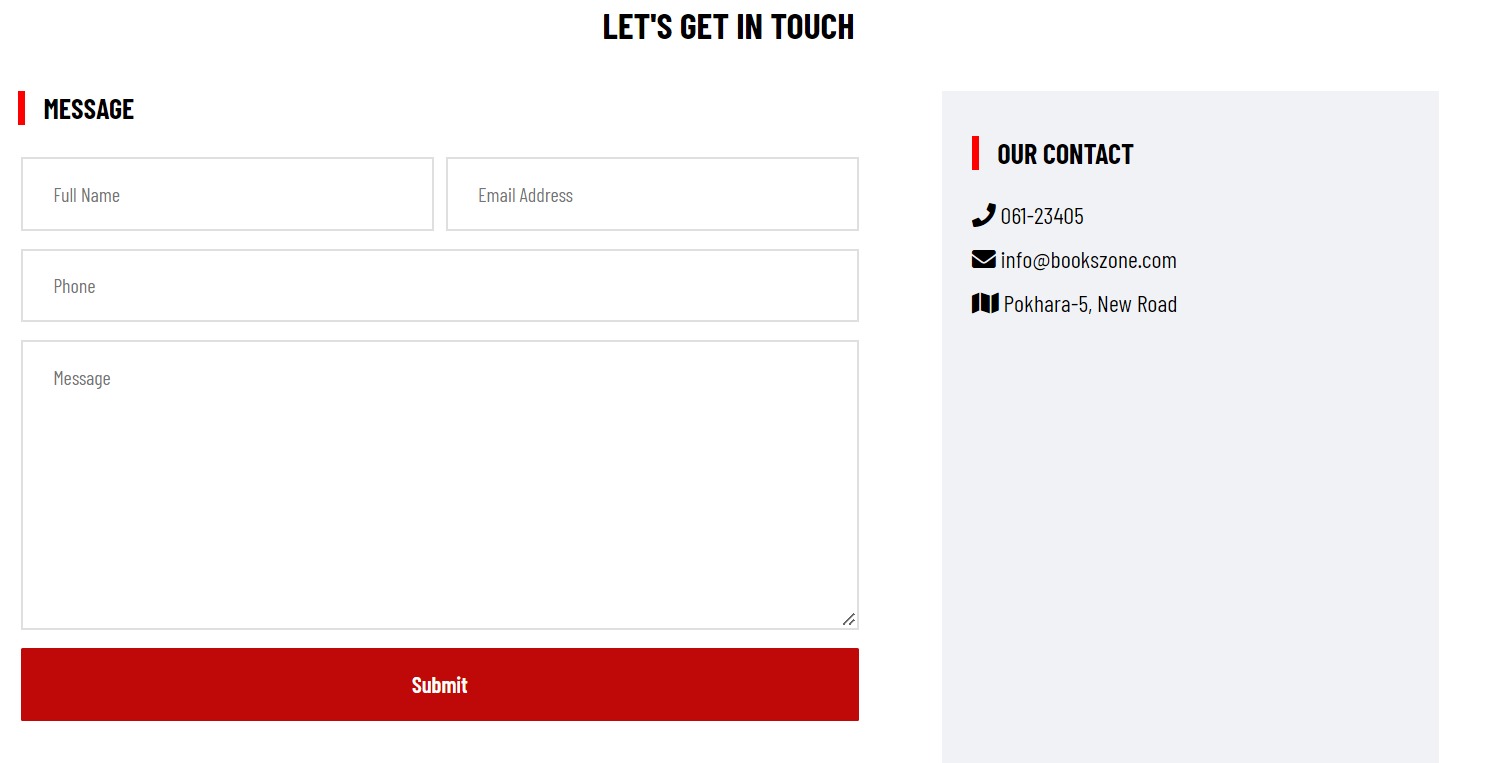 LET'S GET IN TOUCH
MESSAGE
Full Name
Email Address
Phone
Message
Submit
OUR CONTACT
061-23405
info@bookszone.com
Pokhara-5, New Road